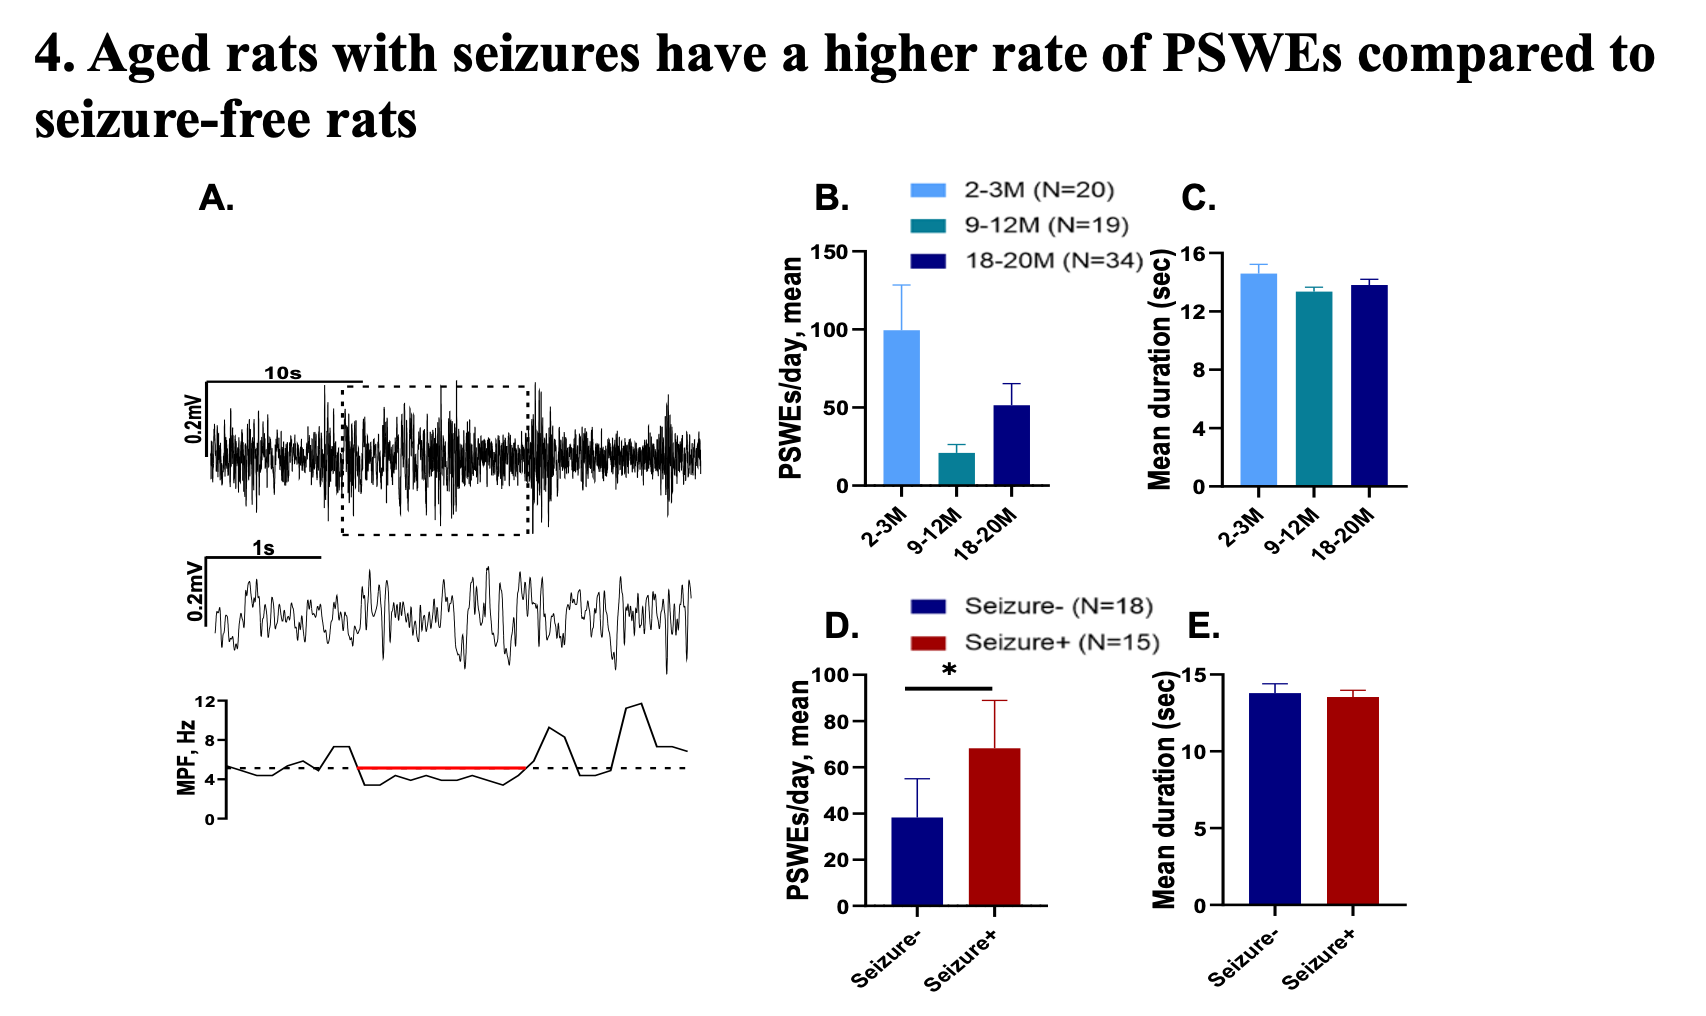 4. Aged rats with seizures have a higher rate of PSWEs compared to
seizure-free rats
A.
10s
0.2mV
1s
0.2mV
MPF, Hz
12
8
4
0
B.
2-3M (N=20)
9-12M (N=19)
18-20M (N=34)
PSWEs/day, mean
150
100
50
0
2-3M
9-12M
18-20M
C.
Mean duration (sec)
16
12
8
4
0
2-3M
9-12M
18-20M
D.
Seizure- (N=18)
Seizure+ (N=15)
*
PSWEs/day, mean
100
80
60
40
20
0
Seizure-
Seizure+
E.
Mean duration (sec)
15
10
5
0
Seizure-
Seizure+